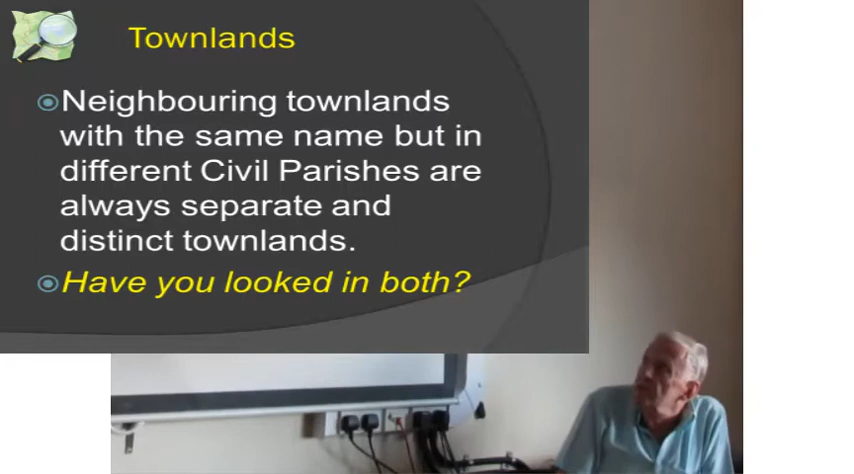 Townlands
Neighbouring townlands
with the same name but in
different Civil Parishes are
always separate and
distinct townlands.
Have you looked in both?